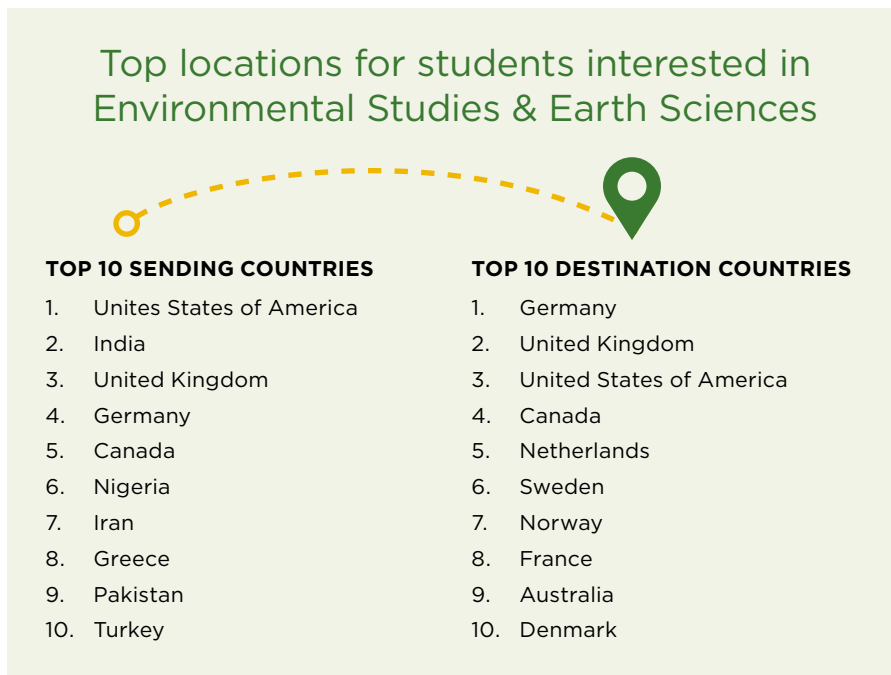 Top locations for students interested in
Environmental Studies & Earth Sciences
TOP 10 SENDING COUNTRIES
1. Unites States of America
2. India
3. United Kingdom
4. Germany
5. Canada
6. Nigeria
7. Iran
8. Greece
9. Pakistan
10. Turkey
TOP 10 DESTINATION COUNTRIES
1. Germany
2. United Kingdom
3. United States of America
4. Canada
5. Netherlands
6. Sweden
7. Norway
8. France
9. Australia
10. Denmark